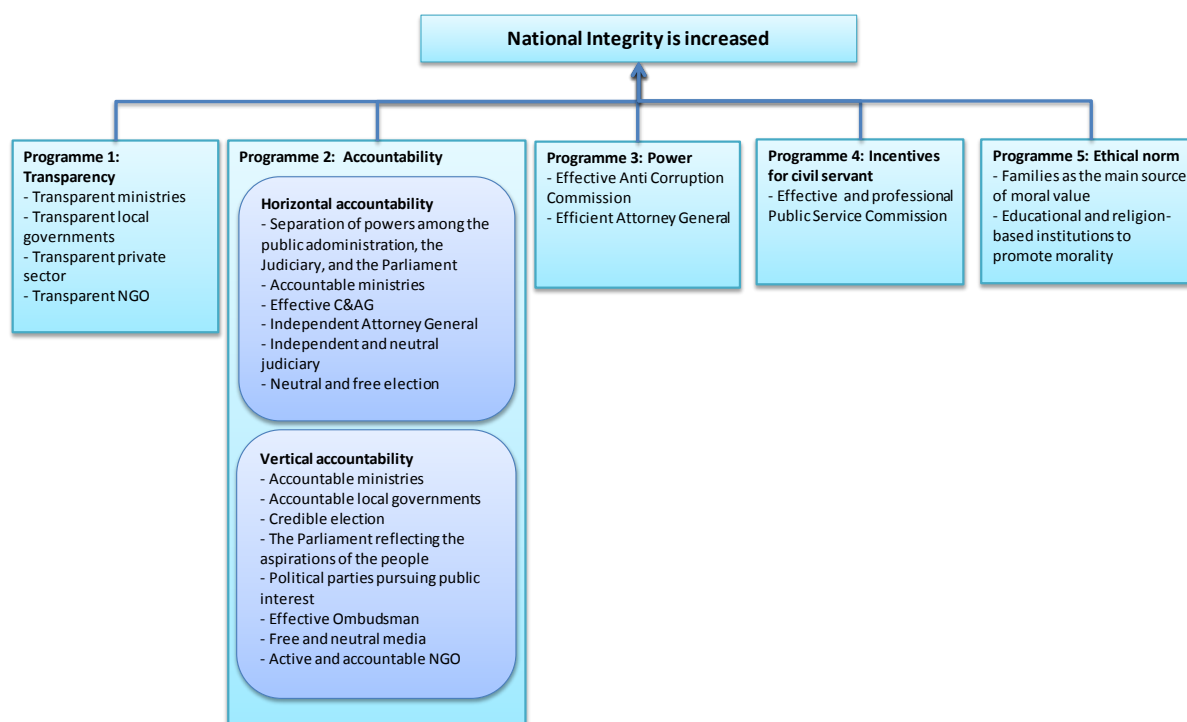 National Integrity is increased
Programme 1:
Transparency
- Transparent ministries
- Transparent local
governments
- Transparent private
sector
- Transparent NGO
Programme 2:  Accountability
Horizontal accountability
- Separation of powers among the
public adoministration, the
Judiciary, and the Parliament
- Accountable ministries
- Effective C&AG
- Independent Attorney General
- Independent and neutral
judiciary
- Neutral and free election
Vertical accountability
- Accountable ministries
- Accountable local governments
- Credible election
- The Parliament reflecting the
aspirations of the people
- Political parties pursuing public
interest
- Effective Ombudsman
- Free and neutral media
- Active and accountable NGO
Programme 3: Power
- Effective Anti Corruption
Commission
- Efficient Attorney General
Programme 4: Incentives
for civil servant
- Effective and professional
Public Service Commission
Programme 5: Ethical norm
- Families as the main source
of moral value
- Educational and religion-
based institutions to
promote morality